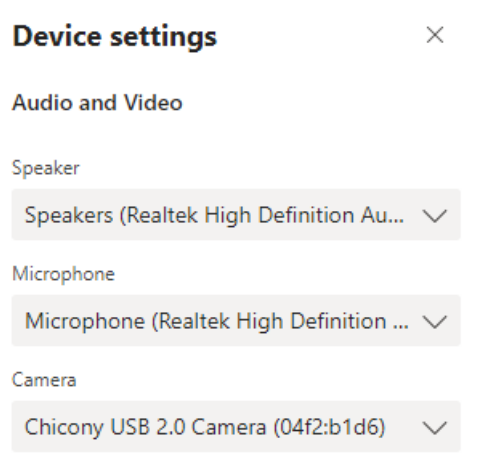 Device settings
Audio and Video
Speaker
Speakers (Realtek High Definition Au...
Microphone
Microphone (Realtek High Definition ...
Camera
Chicony USB 2.0 Camera (04f2:b1d6)